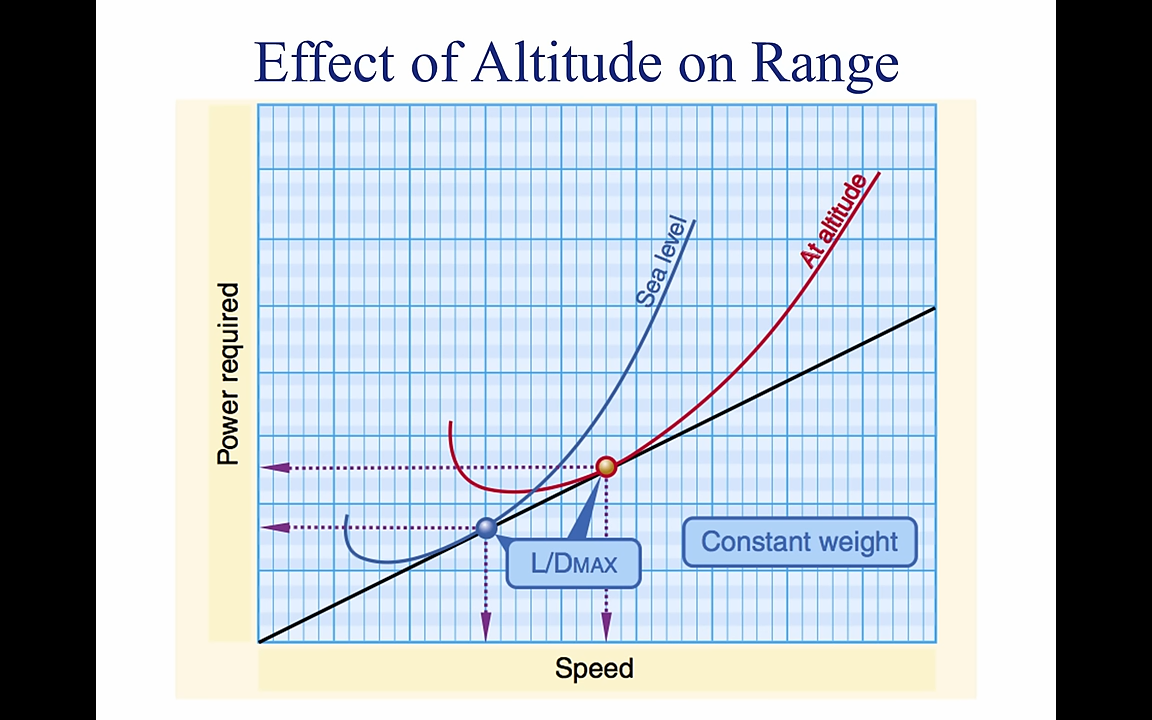 Effect of Altitude on Range
Power required
Sea level
At altitude
L/DMAX
Constant weight
Speed